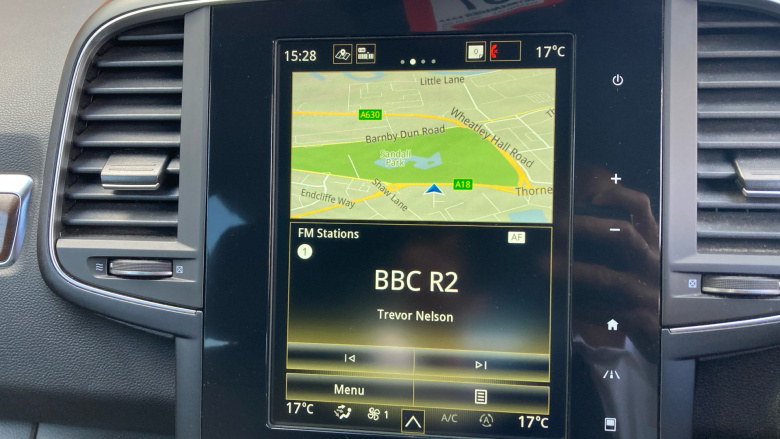 15:28
0
17°C
Little Lane
A630
Wheatley Hall Road
Barnby Dun Road
Sandall
Park
A18
Thorne
Shaw Lane
Endcliffe Way
FM Stations
AF
1
BBC R2
Trevor Nelson
Menu
17°C
1
A/C
A
17°C